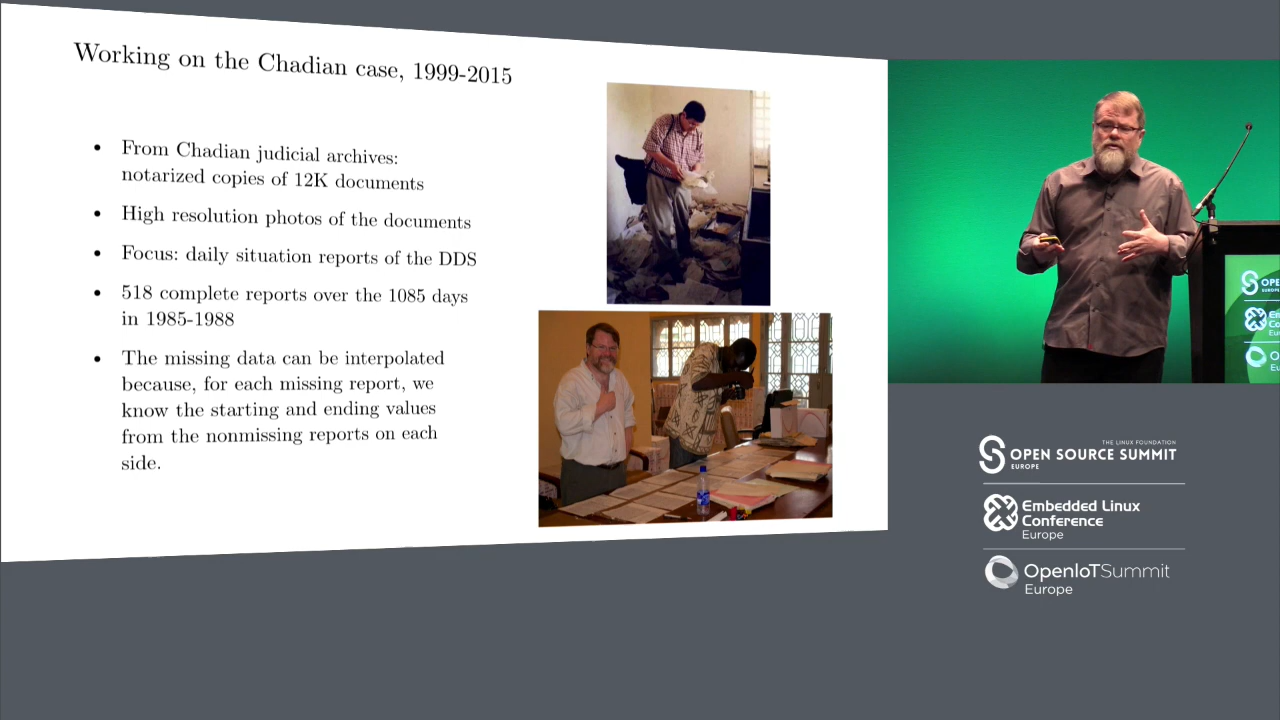 Working on the Chadian case, 1999-2015
• From Chadian judicial archives:
notarized copies of 12K documents
• High resolution photos of the documents
• Focus: daily situation reports of the DDS
• 518 complete reports over the 1085 days
in 1985-1988
• The missing data can be interpolated
because, for each missing report, we
know the starting and ending values
from the nonmissing reports on each
side.
THE LINUX FOUNDATION
OPEN SOURCE SUMMIT
EUROPE
Embedded Linux
Conference
Europe
OpenIoTSummit
Europe